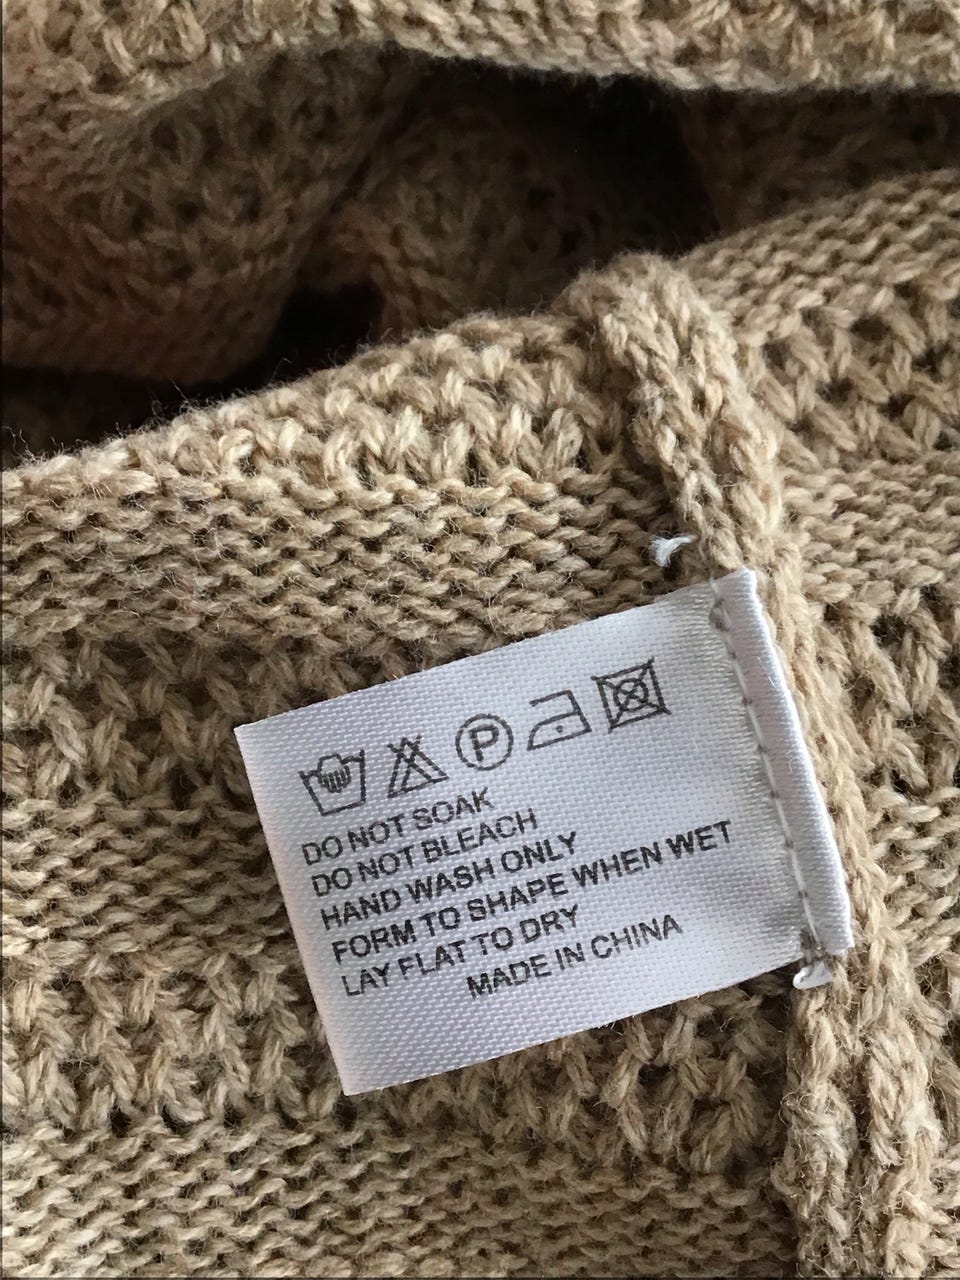 P
DO NOT SOAK
DO NOT BLEACH
HAND WASH ONLY
FORM TO SHAPE WHEN WET
LAY FLAT TO DRY
MADE IN CHINA